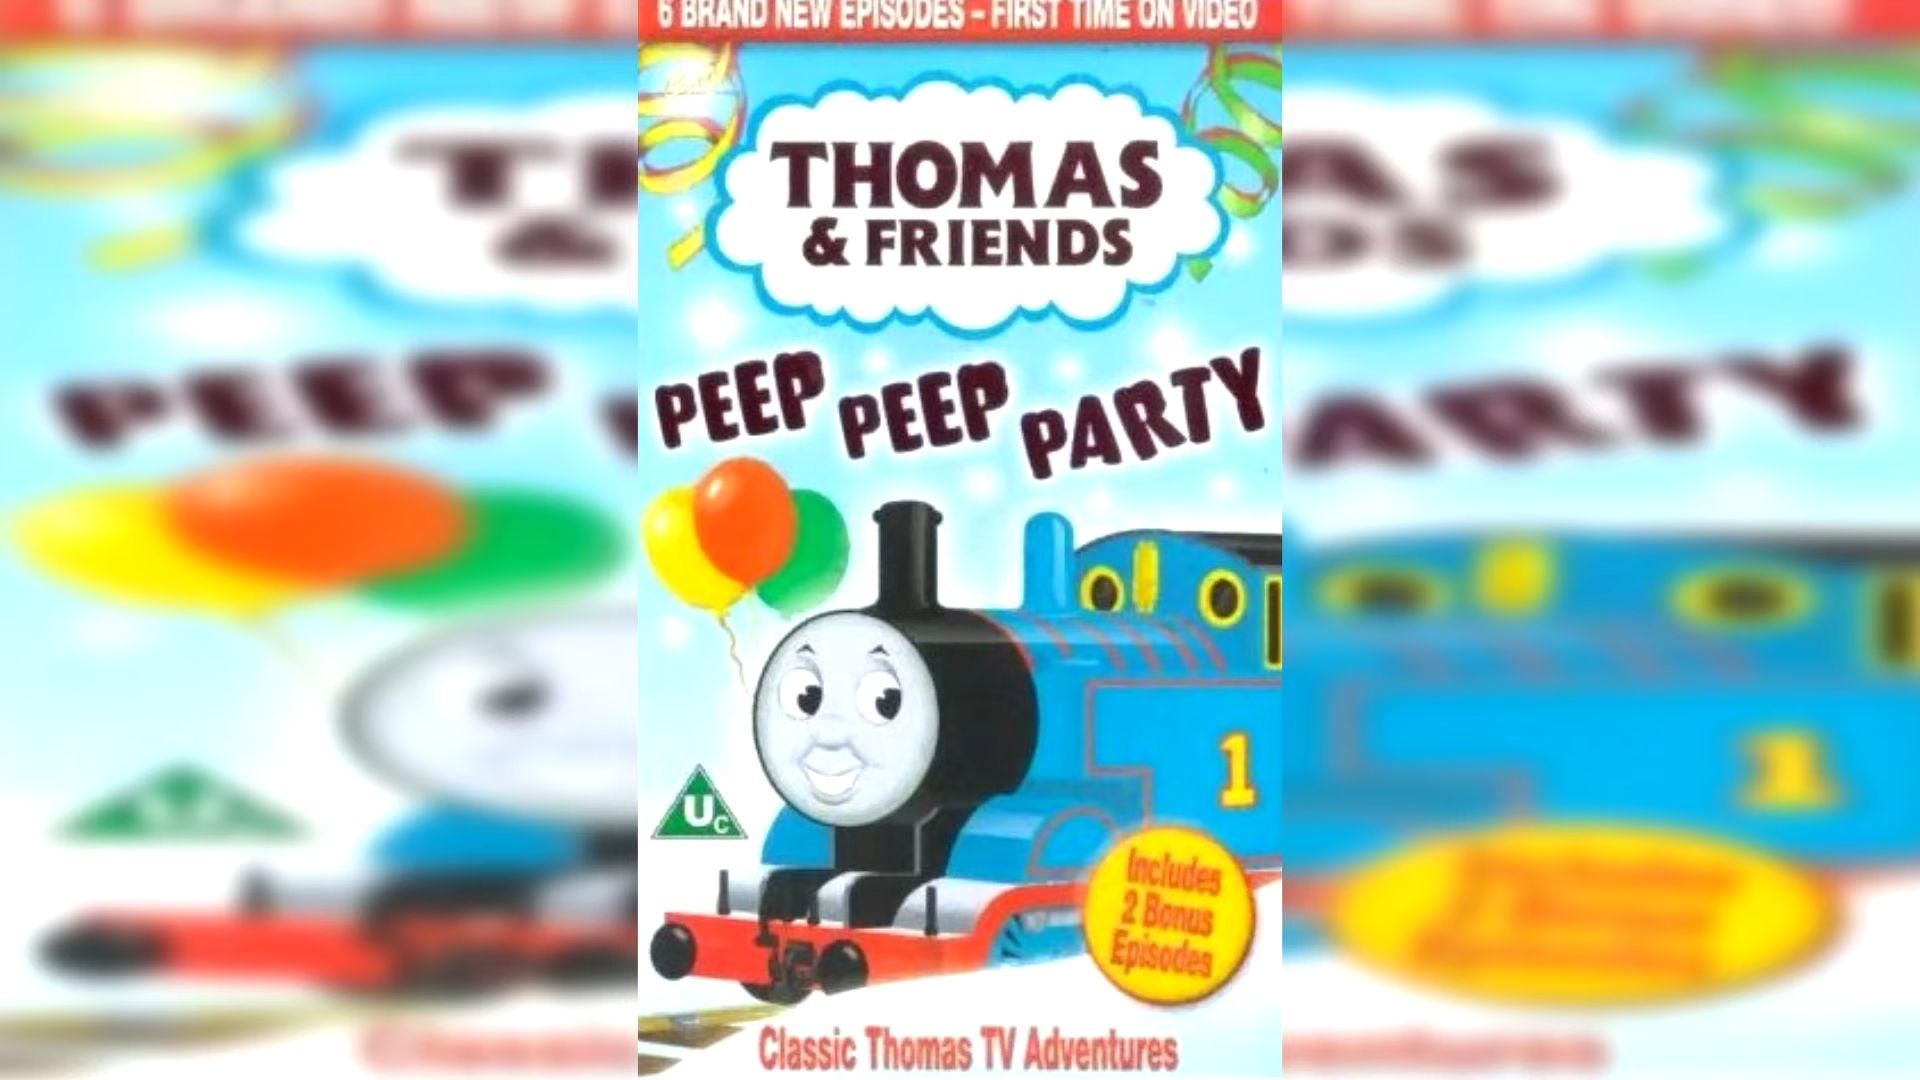 6 BRAND NEW EPISODES – FIRST TIME ON VIDEO
THOMAS
& FRIENDS
PEEP PEEP PARTY
1
Uc
Includes
2 Bonus
Episodes
Classic Thomas TV Adventures